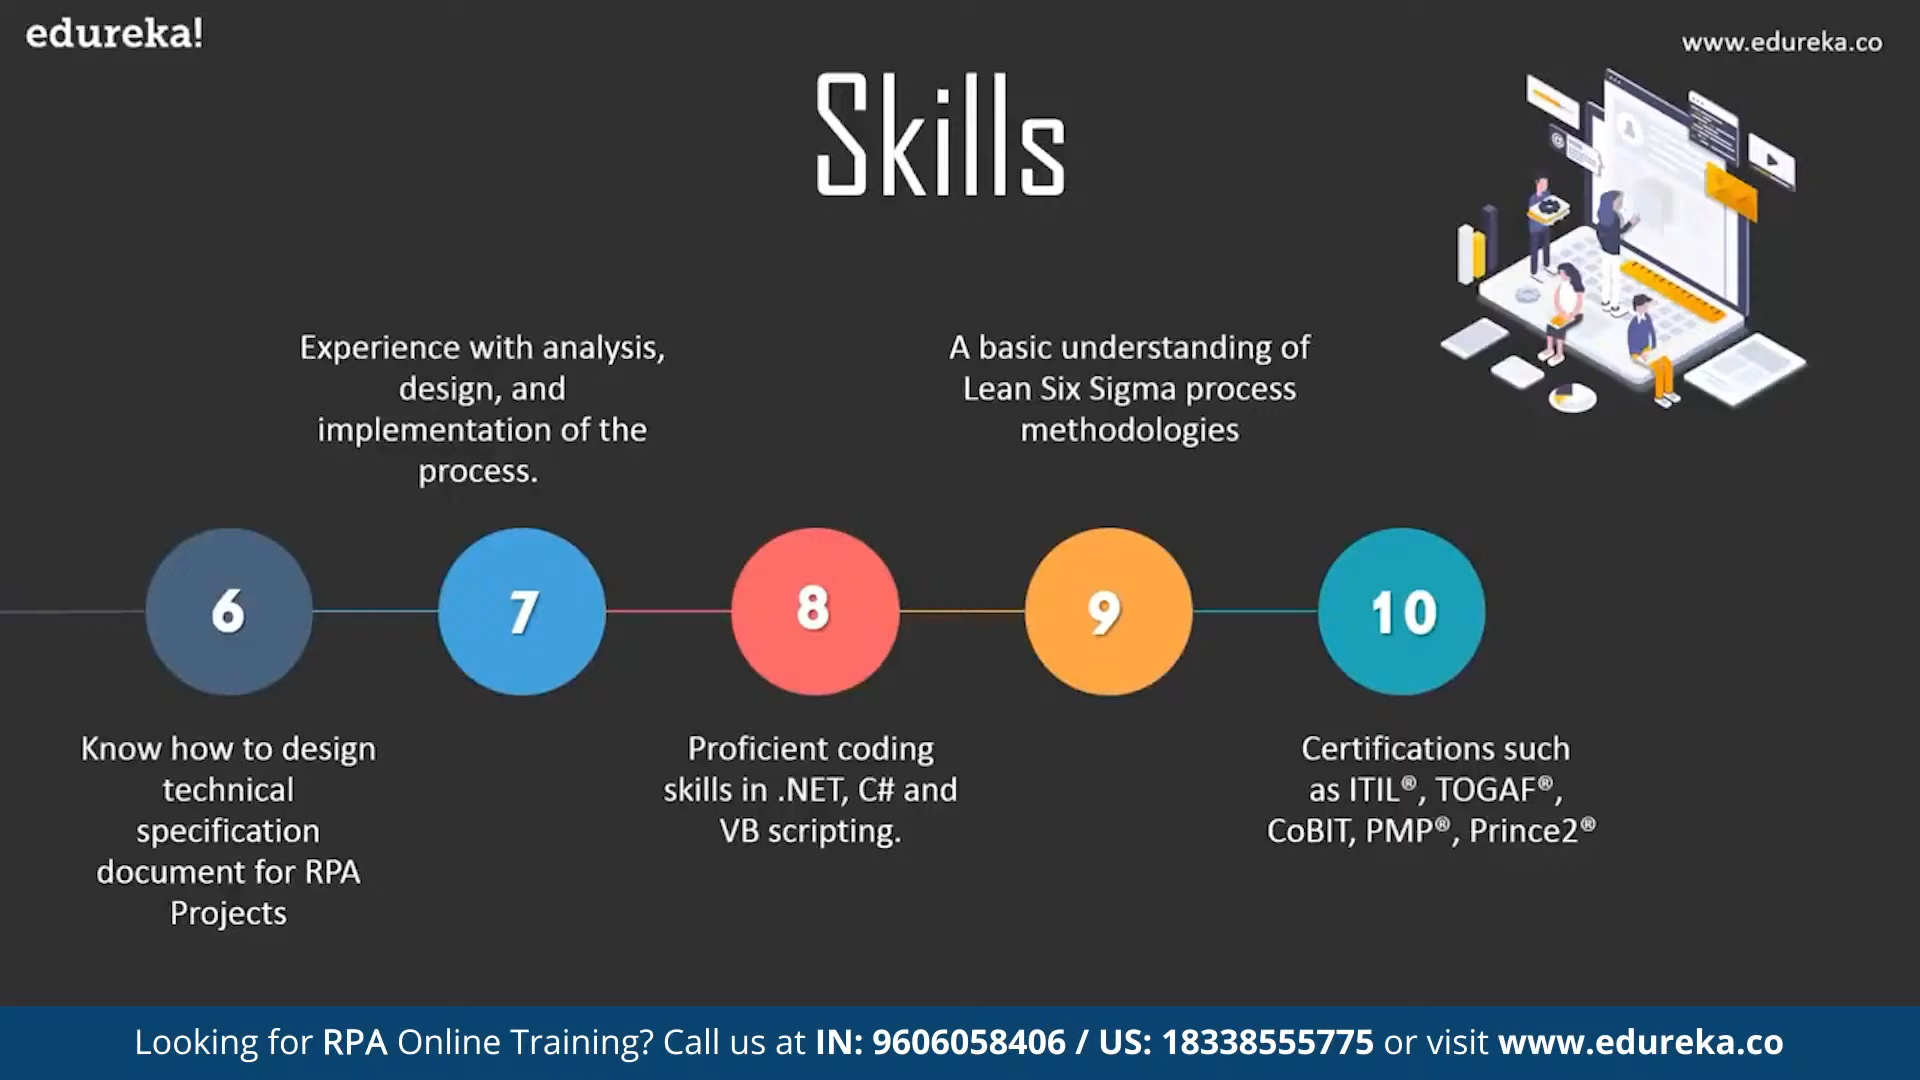 edureka!
www.edureka.co
Skills
Experience with analysis,
design, and
implementation of the
process.
A basic understanding of
Lean Six Sigma process
methodologies
6
7
8
9
10
Know how to design
technical
specification
document for RPA
Projects
Proficient coding
skills in .NET, C# and
VB scripting.
Certifications such
as ITIL®, TOGAF®,
CoBIT, PMP®, Prince2®
Looking for RPA Online Training? Call us at IN: 9606058406 / US: 18338555775 or visit www.edureka.co